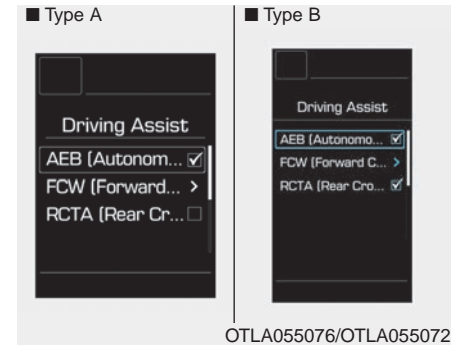 ■ Type A
■ Type B
Driving Assist
AEB (Autonom...
FCW (Forward... >
RCTA (Rear Cr...
Driving Assist
AEB (Autonomo...
FCW (Forward C... >
RCTA (Rear Cro...
OTLA055076/OTLA055072